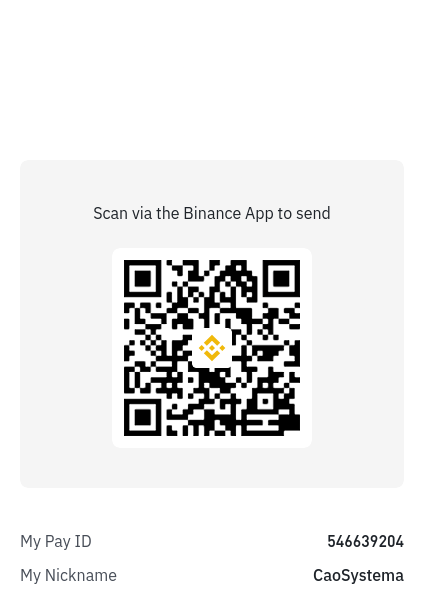 Scan via the Binance App to send
My Pay ID 546639204
My Nickname CaoSystema